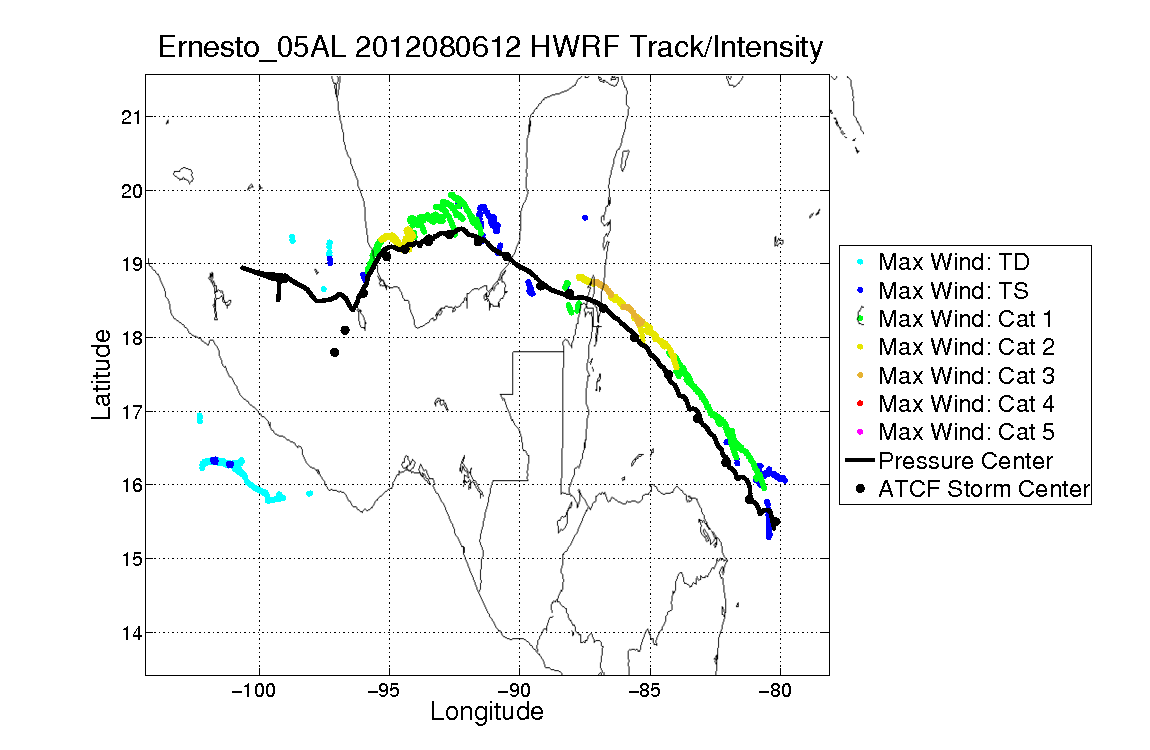 Ernesto_05AL 2012080612 HWRF Track/Intensity
21
20
19
18
17
16
15
14
Latitude
−100
−95
−90
−85
−80
Longitude
Max Wind: TD
Max Wind: TS
Max Wind: Cat 1
Max Wind: Cat 2
Max Wind: Cat 3
Max Wind: Cat 4
Max Wind: Cat 5
Pressure Center
ATCF Storm Center